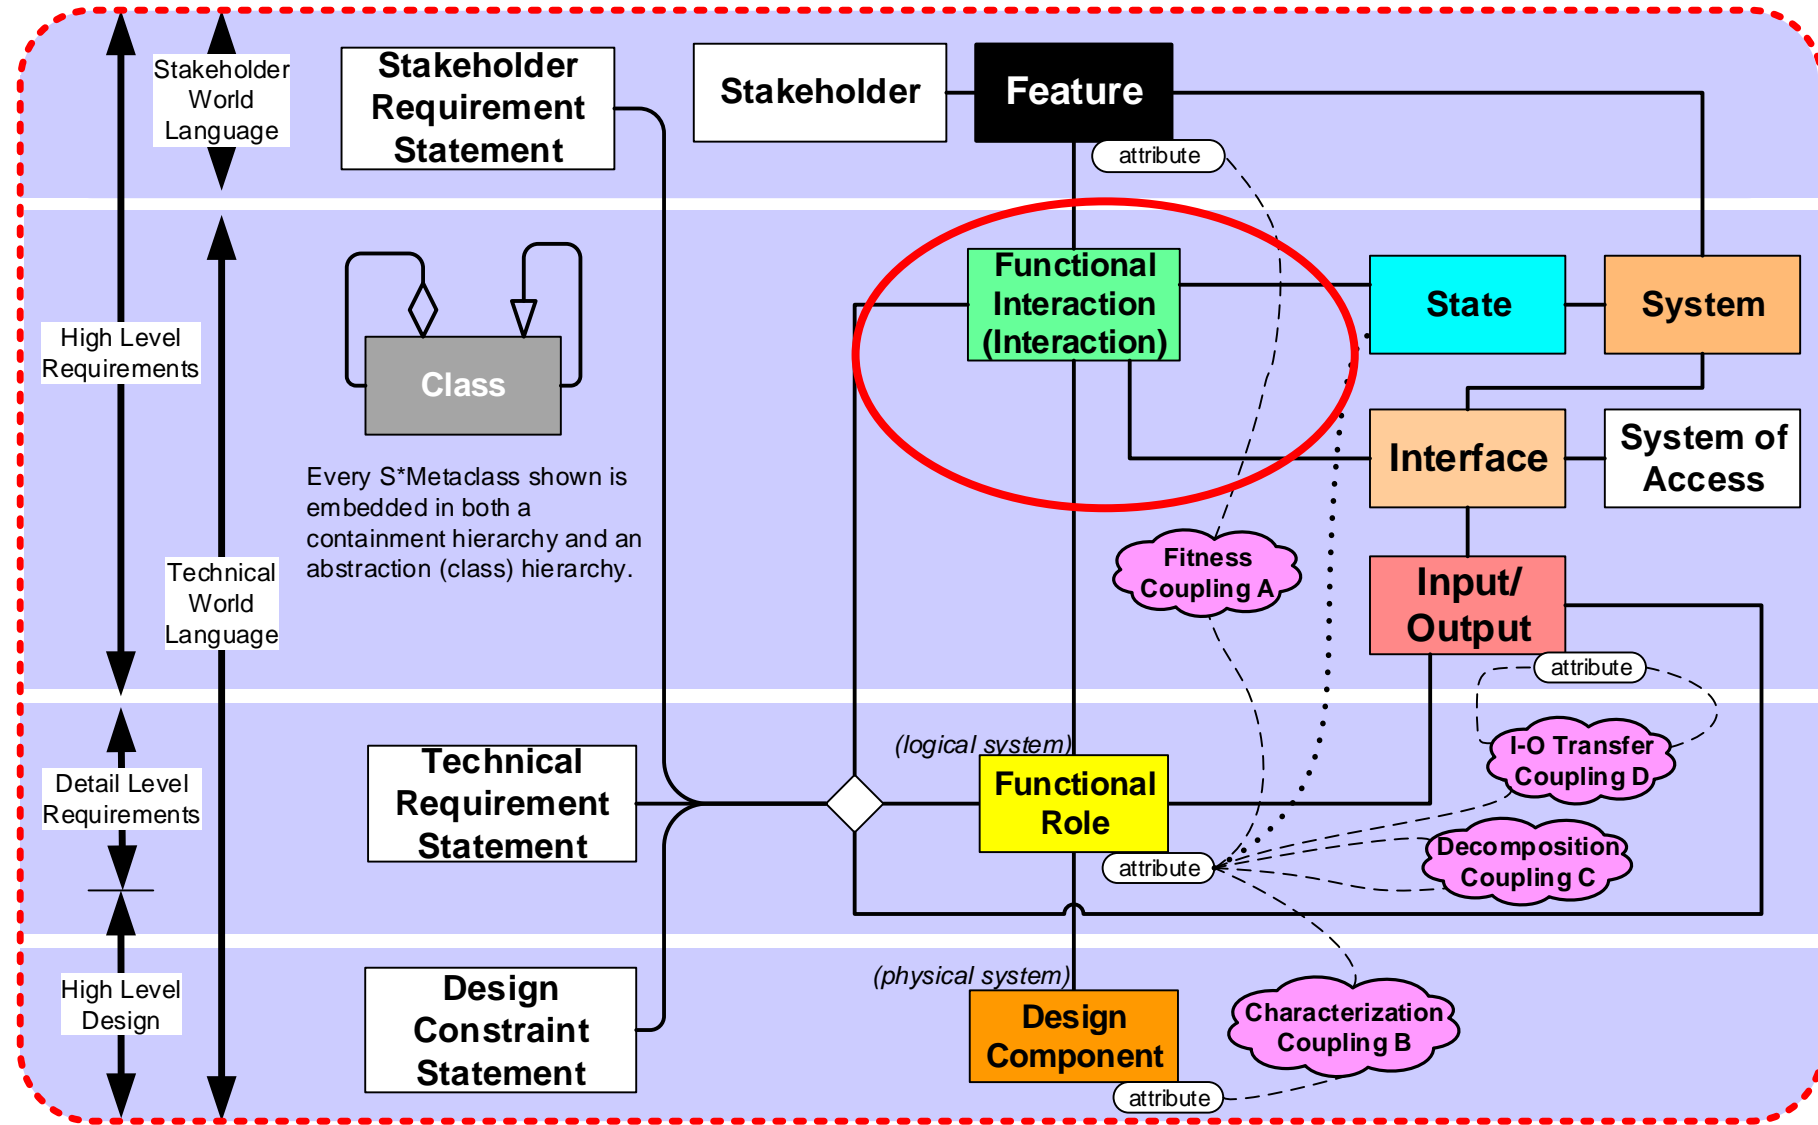 Stakeholder
World
Language
Stakeholder
Requirement
Statement
Stakeholder
Feature
attribute
High Level
Requirements
Class
Every S*Metaclass shown is
embedded in both a
containment hierarchy and an
abstraction (class) hierarchy.
Functional
Interaction
(Interaction)
State
System
Interface
System of
Access
Technical
World
Language
Fitness
Coupling A
Input/
Output
attribute
Detail Level
Requirements
Technical
Requirement
Statement
(logical system)
Functional
Role
attribute
I-O Transfer
Coupling D
Decomposition
Coupling C
High Level
Design
Design
Constraint
Statement
(physical system)
Design
Component
attribute
Characterization
Coupling B